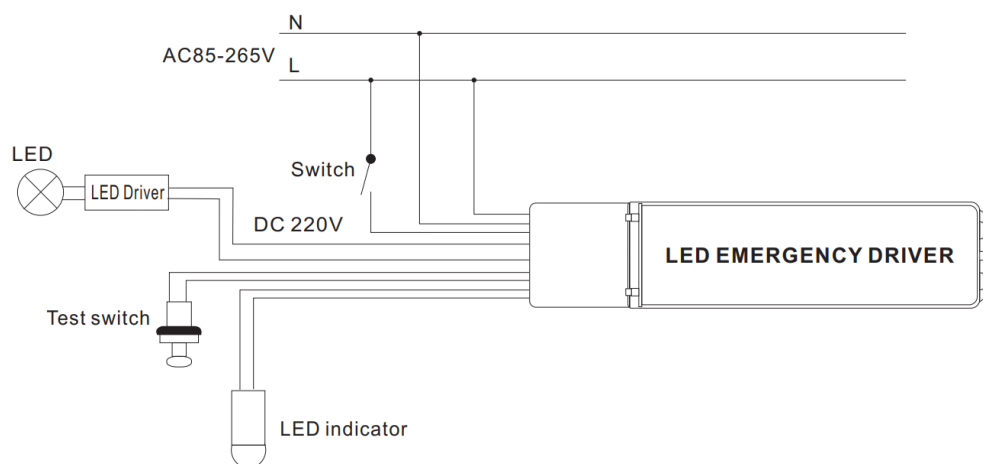 N
AC85-265V
L
LED
Switch
LED Driver
DC 220V
LED EMERGENCY DRIVER
Test switch
LED indicator